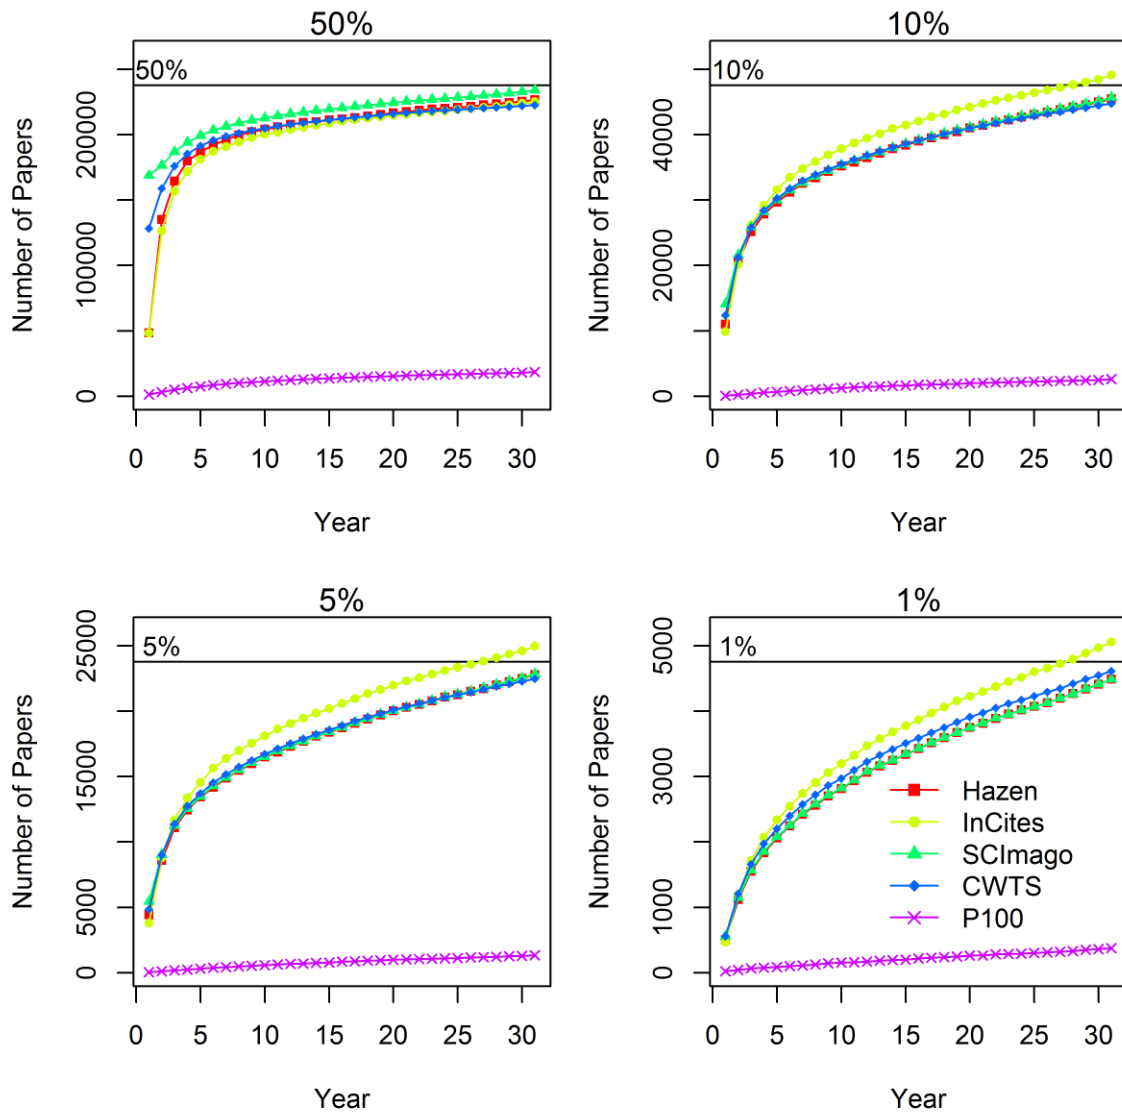 50%
50%
Number of Papers
0 100000 200000
0 5 10 15 20 25 30
Year
10%
10%
Number of Papers
0 20000 40000
0 5 10 15 20 25 30
Year
5%
5%
Number of Papers
0 5000 15000 25000
0 5 10 15 20 25 30
Year
1%
1%
Number of Papers
0 1000 3000 5000
0 5 10 15 20 25 30
Year
Hazen
InCites
SCImago
CWTS
P100